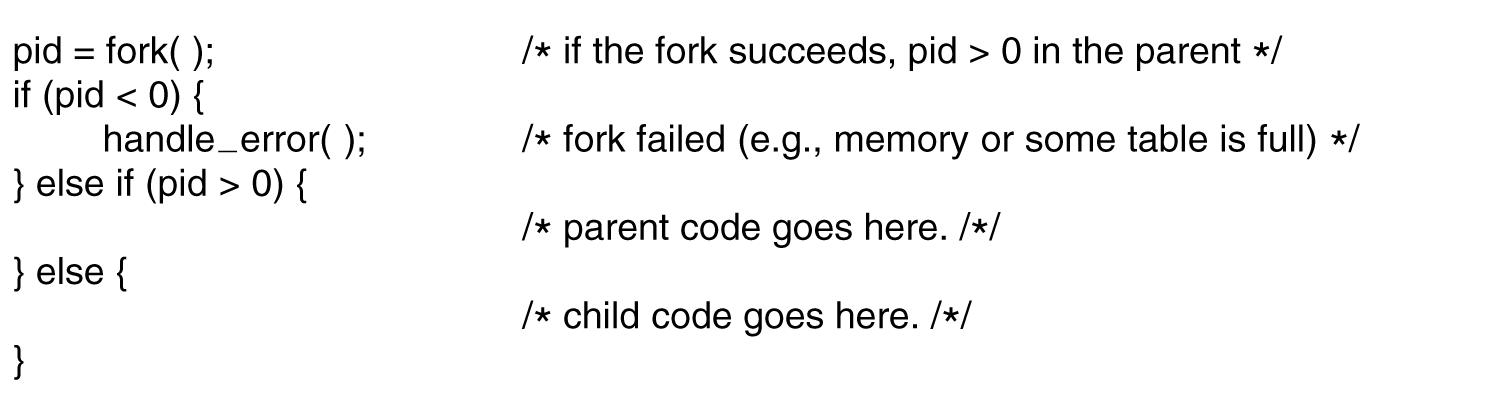 pid = fork( ); /* if the fork succeeds, pid > 0 in the parent */
if (pid < 0) {
handle_error( ); /* fork failed (e.g., memory or some table is full) */
} else if (pid > 0) {
/* parent code goes here. /*/
} else {
/* child code goes here. /*/
}